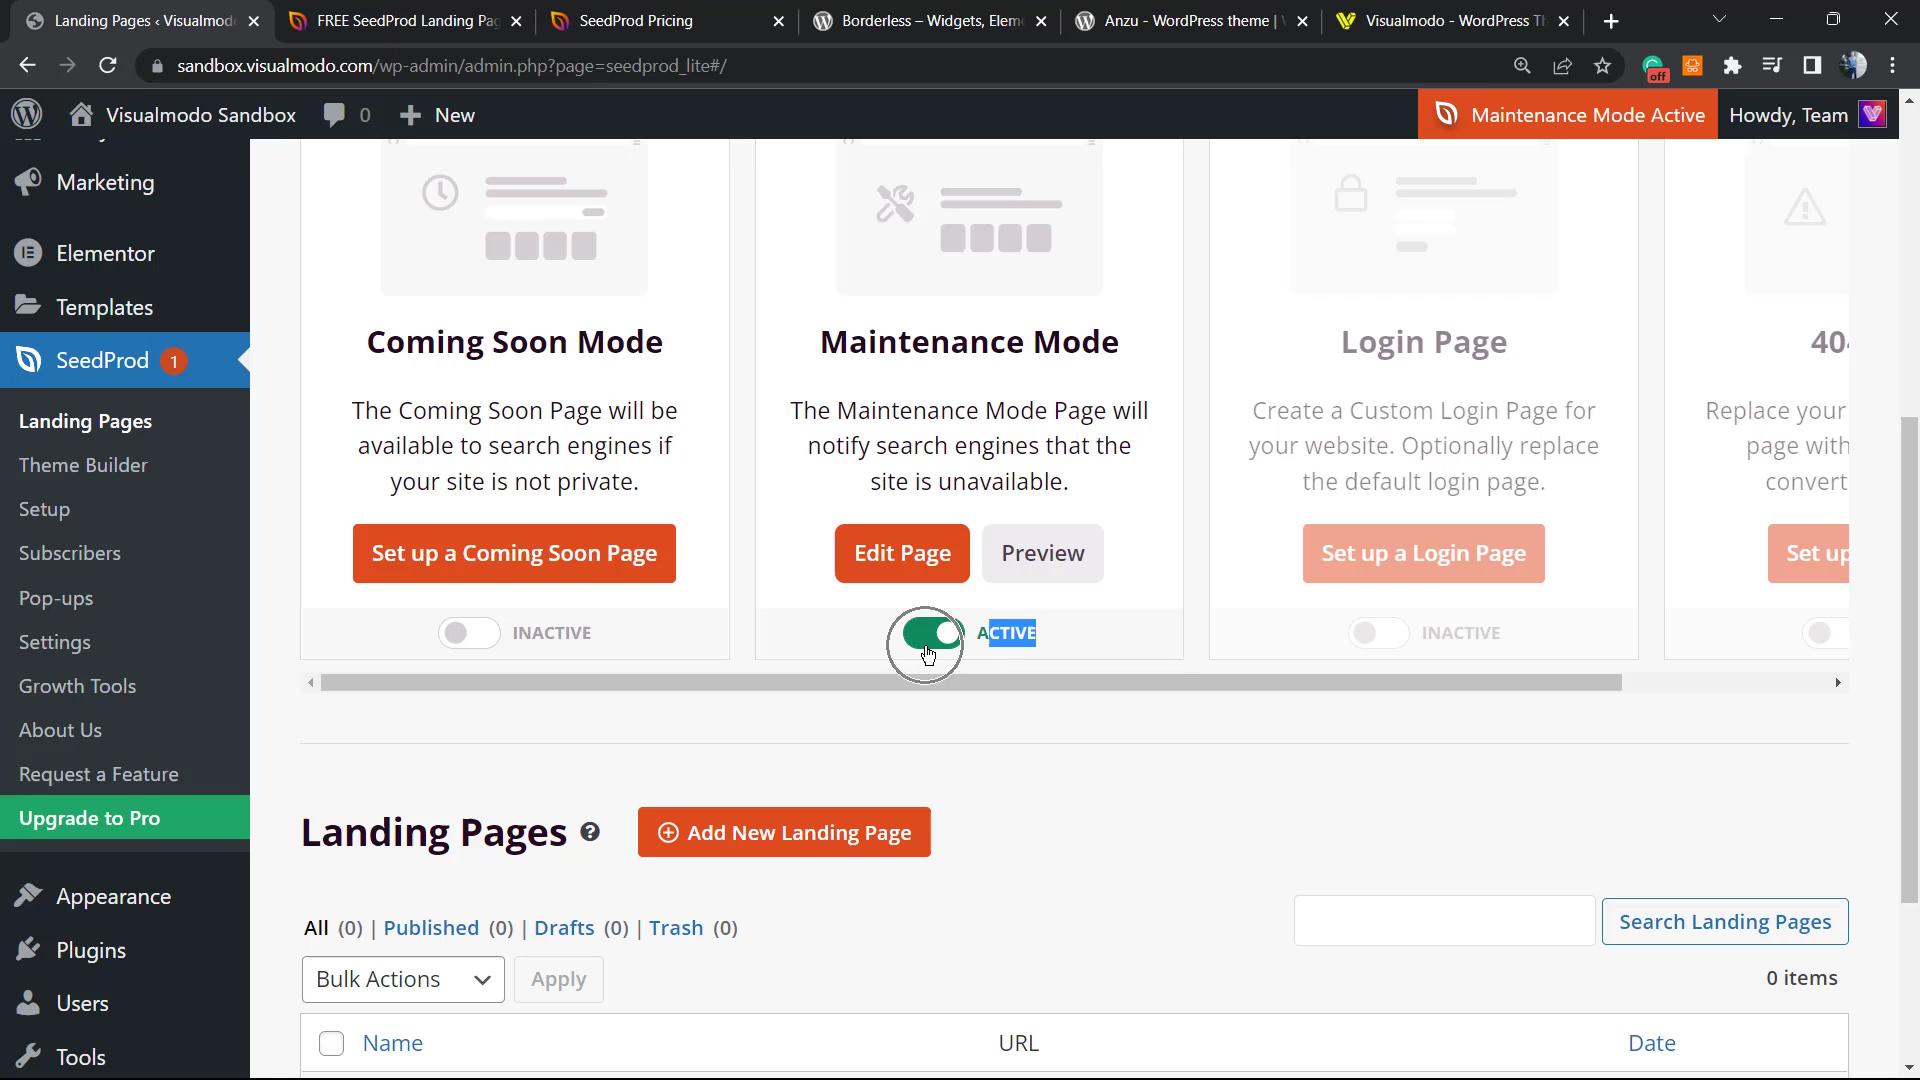 Landing Pages ‹ Visualmod
FREE SeedProd Landing Pag
SeedProd Pricing
Borderless – Widgets, Elem
Anzu - WordPress theme |
Visualmodo - WordPress Th
sandbox.visualmodo.com/wp-admin/admin.php?page=seedprod_lite#/
off
Visualmodo Sandbox
0
New
Maintenance Mode Active
Howdy, Team
Marketing
Elementor
Templates
SeedProd 1
Landing Pages
Theme Builder
Setup
Subscribers
Pop-ups
Settings
Growth Tools
About Us
Request a Feature
Upgrade to Pro
Appearance
Plugins
Users
Tools
Coming Soon Mode
The Coming Soon Page will be
available to search engines if
your site is not private.
Set up a Coming Soon Page
INACTIVE
Maintenance Mode
The Maintenance Mode Page will
notify search engines that the
site is unavailable.
Edit Page
Preview
ACTIVE
Login Page
Create a Custom Login Page for
your website. Optionally replace
the default login page.
Set up a Login Page
INACTIVE
40
Replace your
page with
convert
Set up
Landing Pages ?
Add New Landing Page
All (0) | Published (0) | Drafts (0) | Trash (0)
Search Landing Pages
Bulk Actions
Apply
0 items
Name
URL
Date